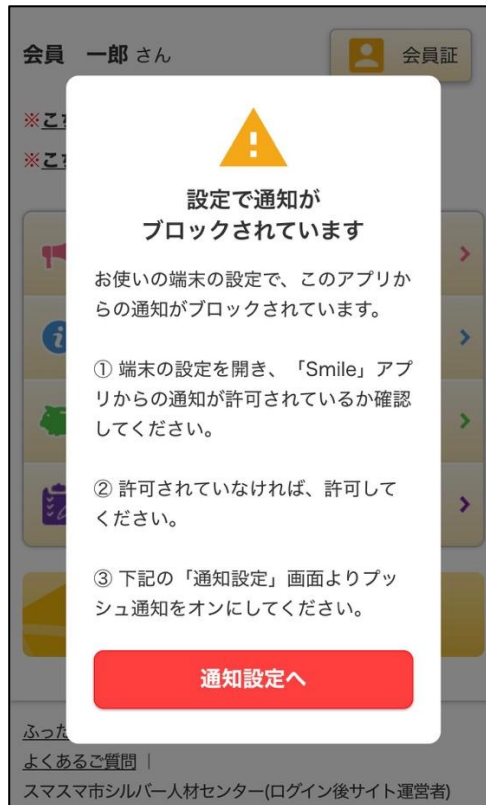 会員　一郎 さん
会員証
※こ
※こ
設定で通知が
ブロックされています
お使いの端末の設定で、このアプリか
らの通知がブロックされています。
① 端末の設定を開き、「Smile」アプ
リからの通知が許可されているか確認
してください。
② 許可されていなければ、許可して
ください。
③ 下記の「通知設定」画面よりプッ
シュ通知をオンにしてください。
通知設定へ
ふった
よくあるご質問 |
スマスマ市シルバー人材センター(ログイン後サイト運営者)